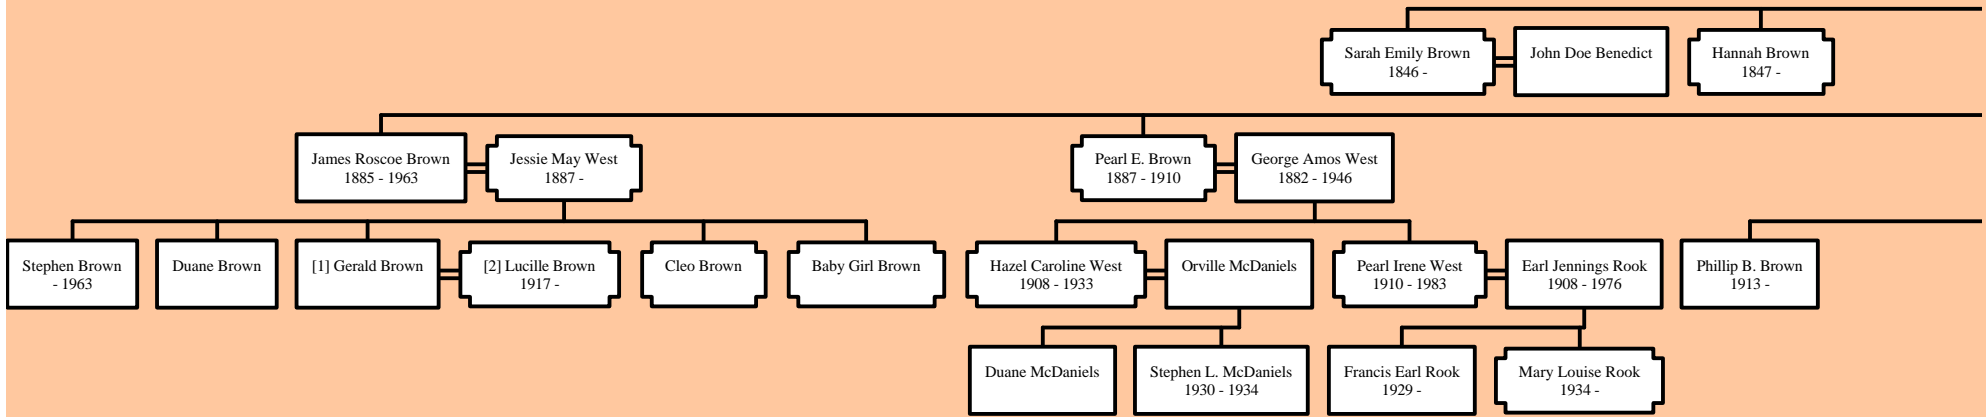 Sarah Emily Brown
1846 -
John Doe Benedict
Hannah Brown
1847 -
James Roscoe Brown
1885 - 1963
Jessie May West
1887 -
Pearl E. Brown
1887 - 1910
George Amos West
1882 - 1946
Stephen Brown
- 1963
Duane Brown
[1] Gerald Brown
[2] Lucille Brown
1917 -
Cleo Brown
Baby Girl Brown
Hazel Caroline West
1908 - 1933
Orville McDaniels
Pearl Irene West
1910 - 1983
Earl Jennings Rook
1908 - 1976
Phillip B. Brown
1913 -
Duane McDaniels
Stephen L. McDaniels
1930 - 1934
Francis Earl Rook
1929 -
Mary Louise Rook
1934 -